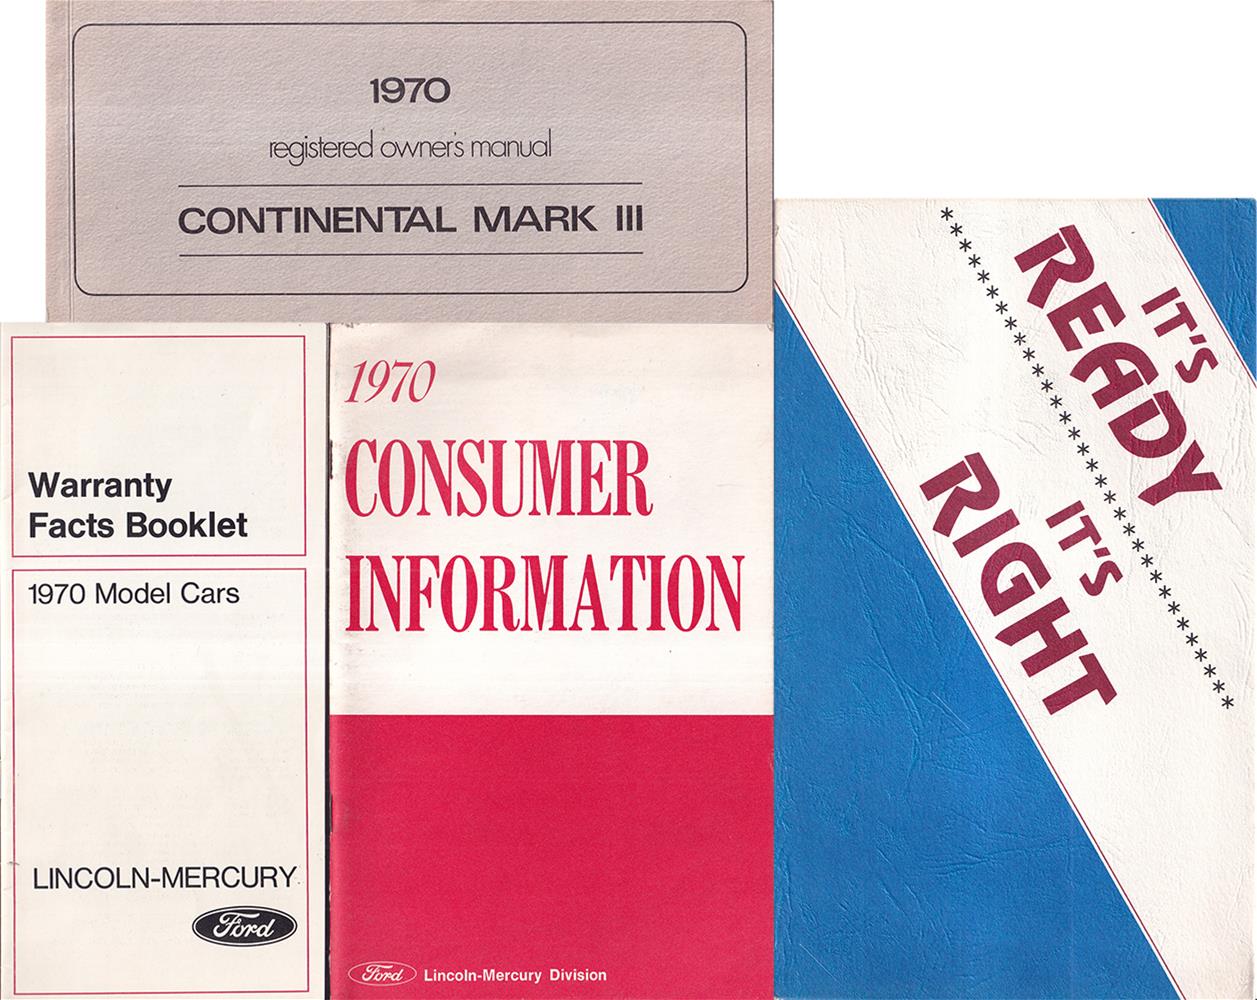 1970
registered owner's manual
CONTINENTAL MARK III
Warranty
Facts Booklet
1970 Model Cars
LINCOLN-MERCURY
Ford
1970
CONSUMER
INFORMATION
Ford Lincoln-Mercury Division
IT'S
READY
*******************************
IT'S
RIGHT